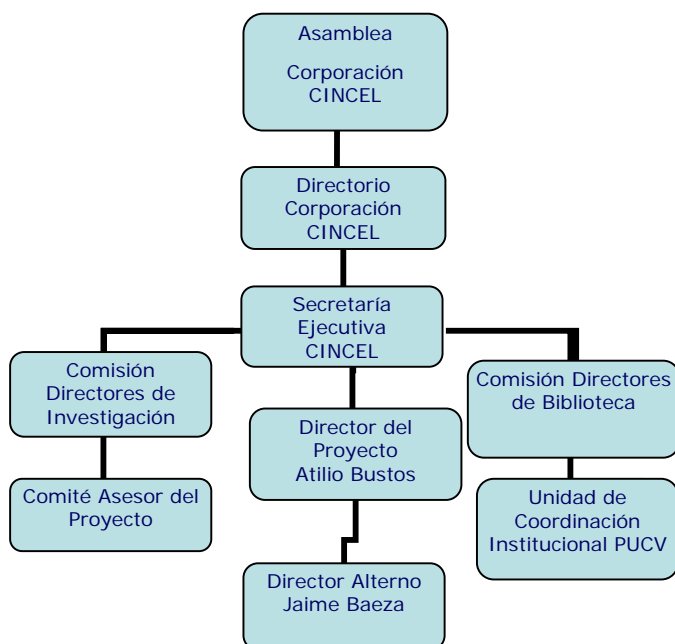 Asamblea
Corporación
CINCEL
Directorio
Corporación
CINCEL
Secretaría
Ejecutiva
CINCEL
Comisión
Directores de
Investigación
Comité Asesor del
Proyecto
Director del
Proyecto
Atilio Bustos
Director Alterno
Jaime Baeza
Comisión Directores
de Biblioteca
Unidad de
Coordinación
Institucional PUCV